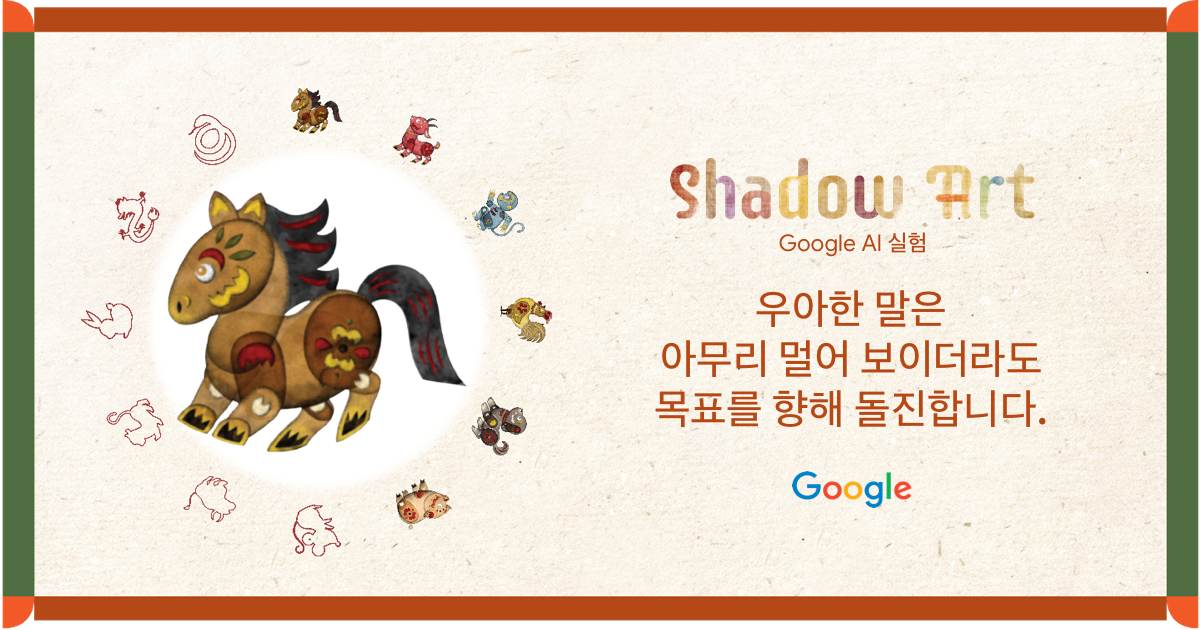 Shadow Art
Google AI 실험
우아한 말은
아무리 멀어 보이더라도
목표를 향해 돌진합니다.
Google